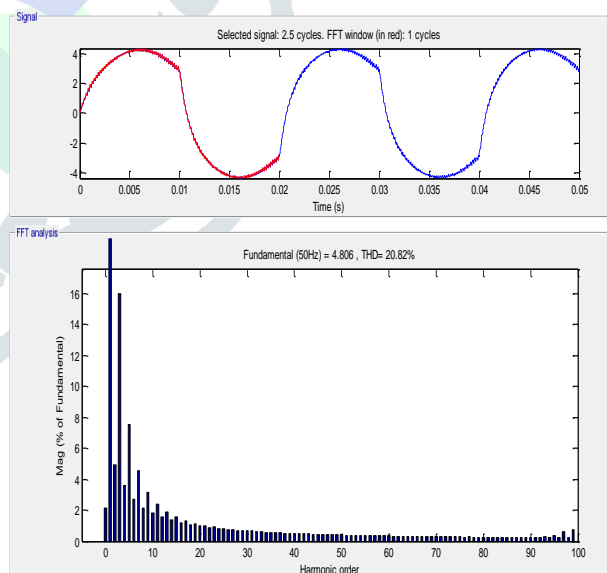 Signal
Selected signal: 2.5 cycles. FFT window (in red): 1 cycles
4
2
0
-2
-4
0 0.005 0.01 0.015 0.02 0.025 0.03 0.035 0.04 0.045 0.05
Time (s)
FFT analysis
Fundamental (50Hz) = 4.806 , THD= 20.82%
16
14
12
10
8
6
4
2
0
Mag (% of Fundamental)
0 10 20 30 40 50 60 70 80 90 100
Harmonic order